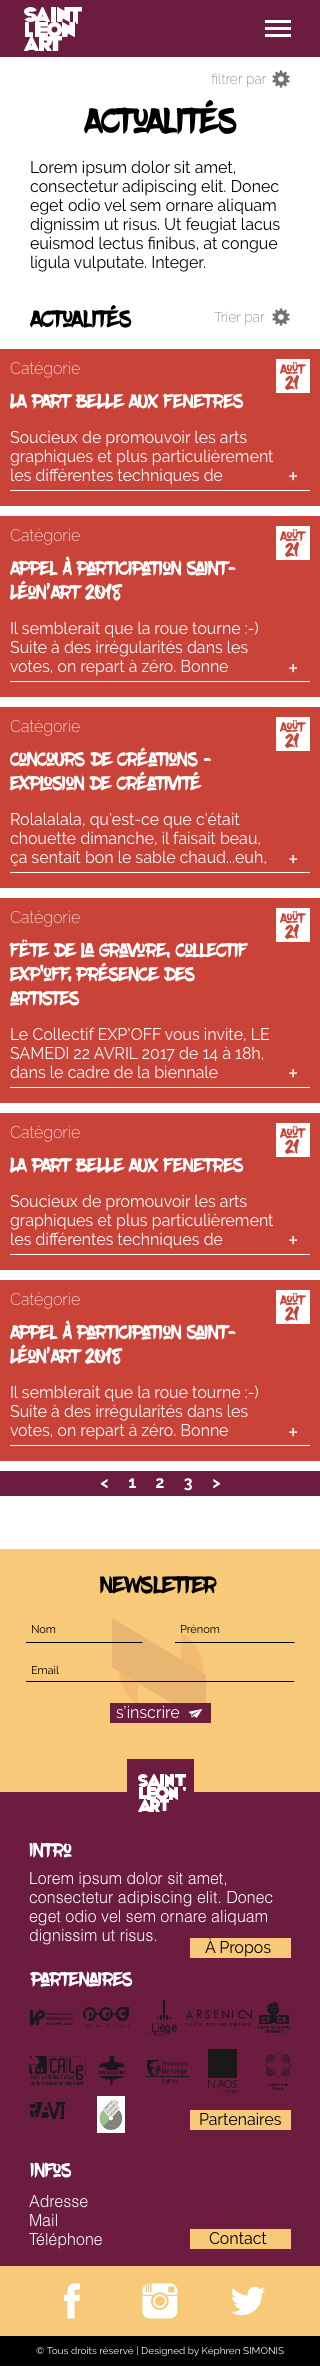 SAINT
LÉON'
ART
filtrer par
ACTUALITÉS
Lorem ipsum dolor sit amet,
consectetur adipiscing elit. Donec
eget odio vel sem ornare aliquam
dignissim ut risus. Ut feugiat lacus
euismod lectus finibus, at congue
ligula vulputate. Integer.
ACTUALITÉS
Trier par
Catégorie
AOÛT
21
LA PART BELLE AUX FENETRES
Soucieux de promouvoir les arts
graphiques et plus particulièrement
les différentes techniques de +
Catégorie
AOÛT
21
APPEL À PARTICIPATION SAINT-
LÉON'ART 2018
Il semblerait que la roue tourne :-)
Suite à des irrégularités dans les
votes, on repart à zéro. Bonne +
Catégorie
AOÛT
21
CONCOURS DE CRÉATIONS -
EXPLOSION DE CRÉATIVITÉ
Rolalalala, qu'est-ce que c'était
chouette dimanche, il faisait beau,
ça sentait bon le sable chaud...euh, +
Catégorie
AOÛT
21
FÊTE DE LA GRAVURE, COLLECTIF
EXP'OFF, PRÉSENCE DES
ARTISTES
Le Collectif EXP'OFF vous invite, LE
SAMEDI 22 AVRIL 2017 de 14 à 18h,
dans le cadre de la biennale +
Catégorie
AOÛT
21
LA PART BELLE AUX FENETRES
Soucieux de promouvoir les arts
graphiques et plus particulièrement
les différentes techniques de +
Catégorie
AOÛT
21
APPEL À PARTICIPATION SAINT-
LÉON'ART 2018
Il semblerait que la roue tourne :-)
Suite à des irrégularités dans les
votes, on repart à zéro. Bonne +
< 1 2 3 >
NEWSLETTER
Nom Prénom
Email
s'inscrire
SAINT
LÉON'
ART
INTRO
Lorem ipsum dolor sit amet,
consectetur adipiscing elit. Donec
eget odio vel sem ornare aliquam
dignissim ut risus.
À Propos
PARTENAIRES
Liège
ARSENIC
CAL
Province
de Liège
NAOS
RAVI
Partenaires
INFOS
Adresse
Mail
Téléphone
Contact
© Tous droits réservé | Designed by Képhren SIMONIS